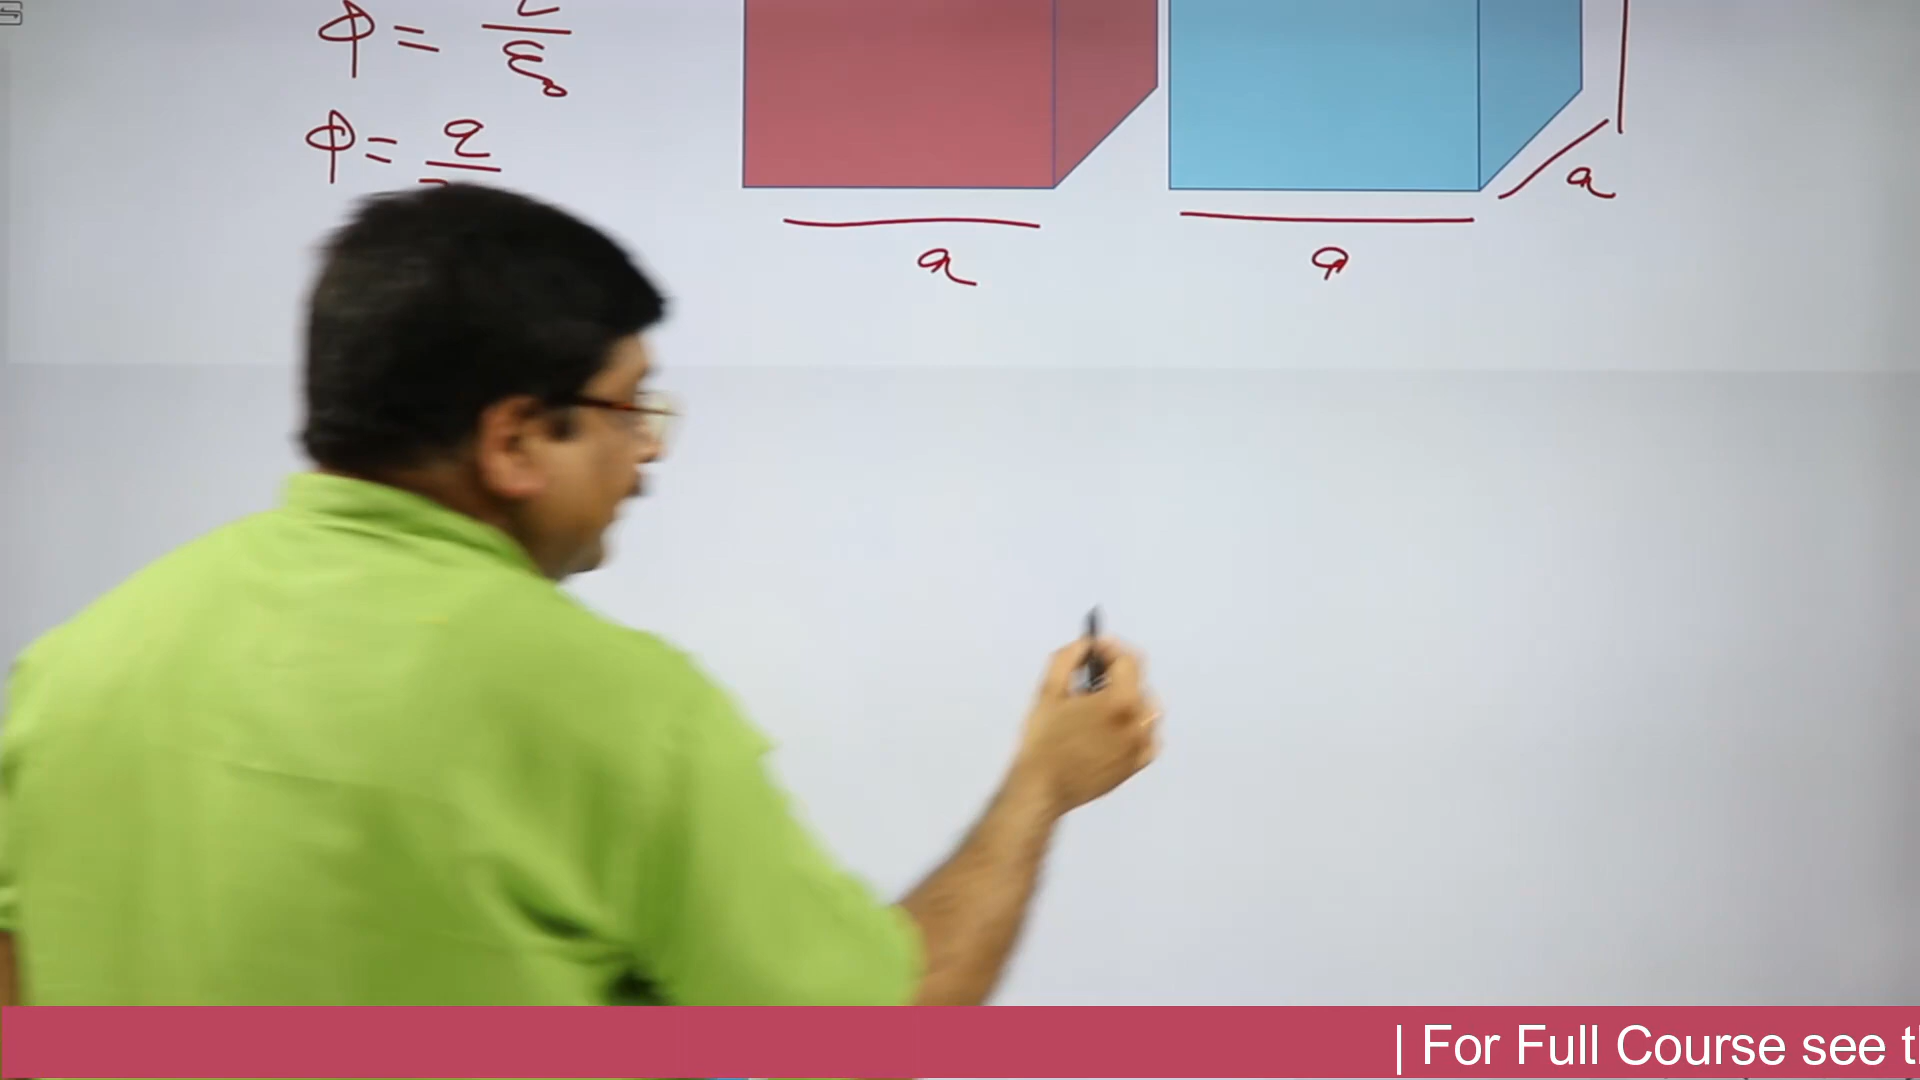 φ = /ε₀
φ = q
a
a
a
| For Full Course see t